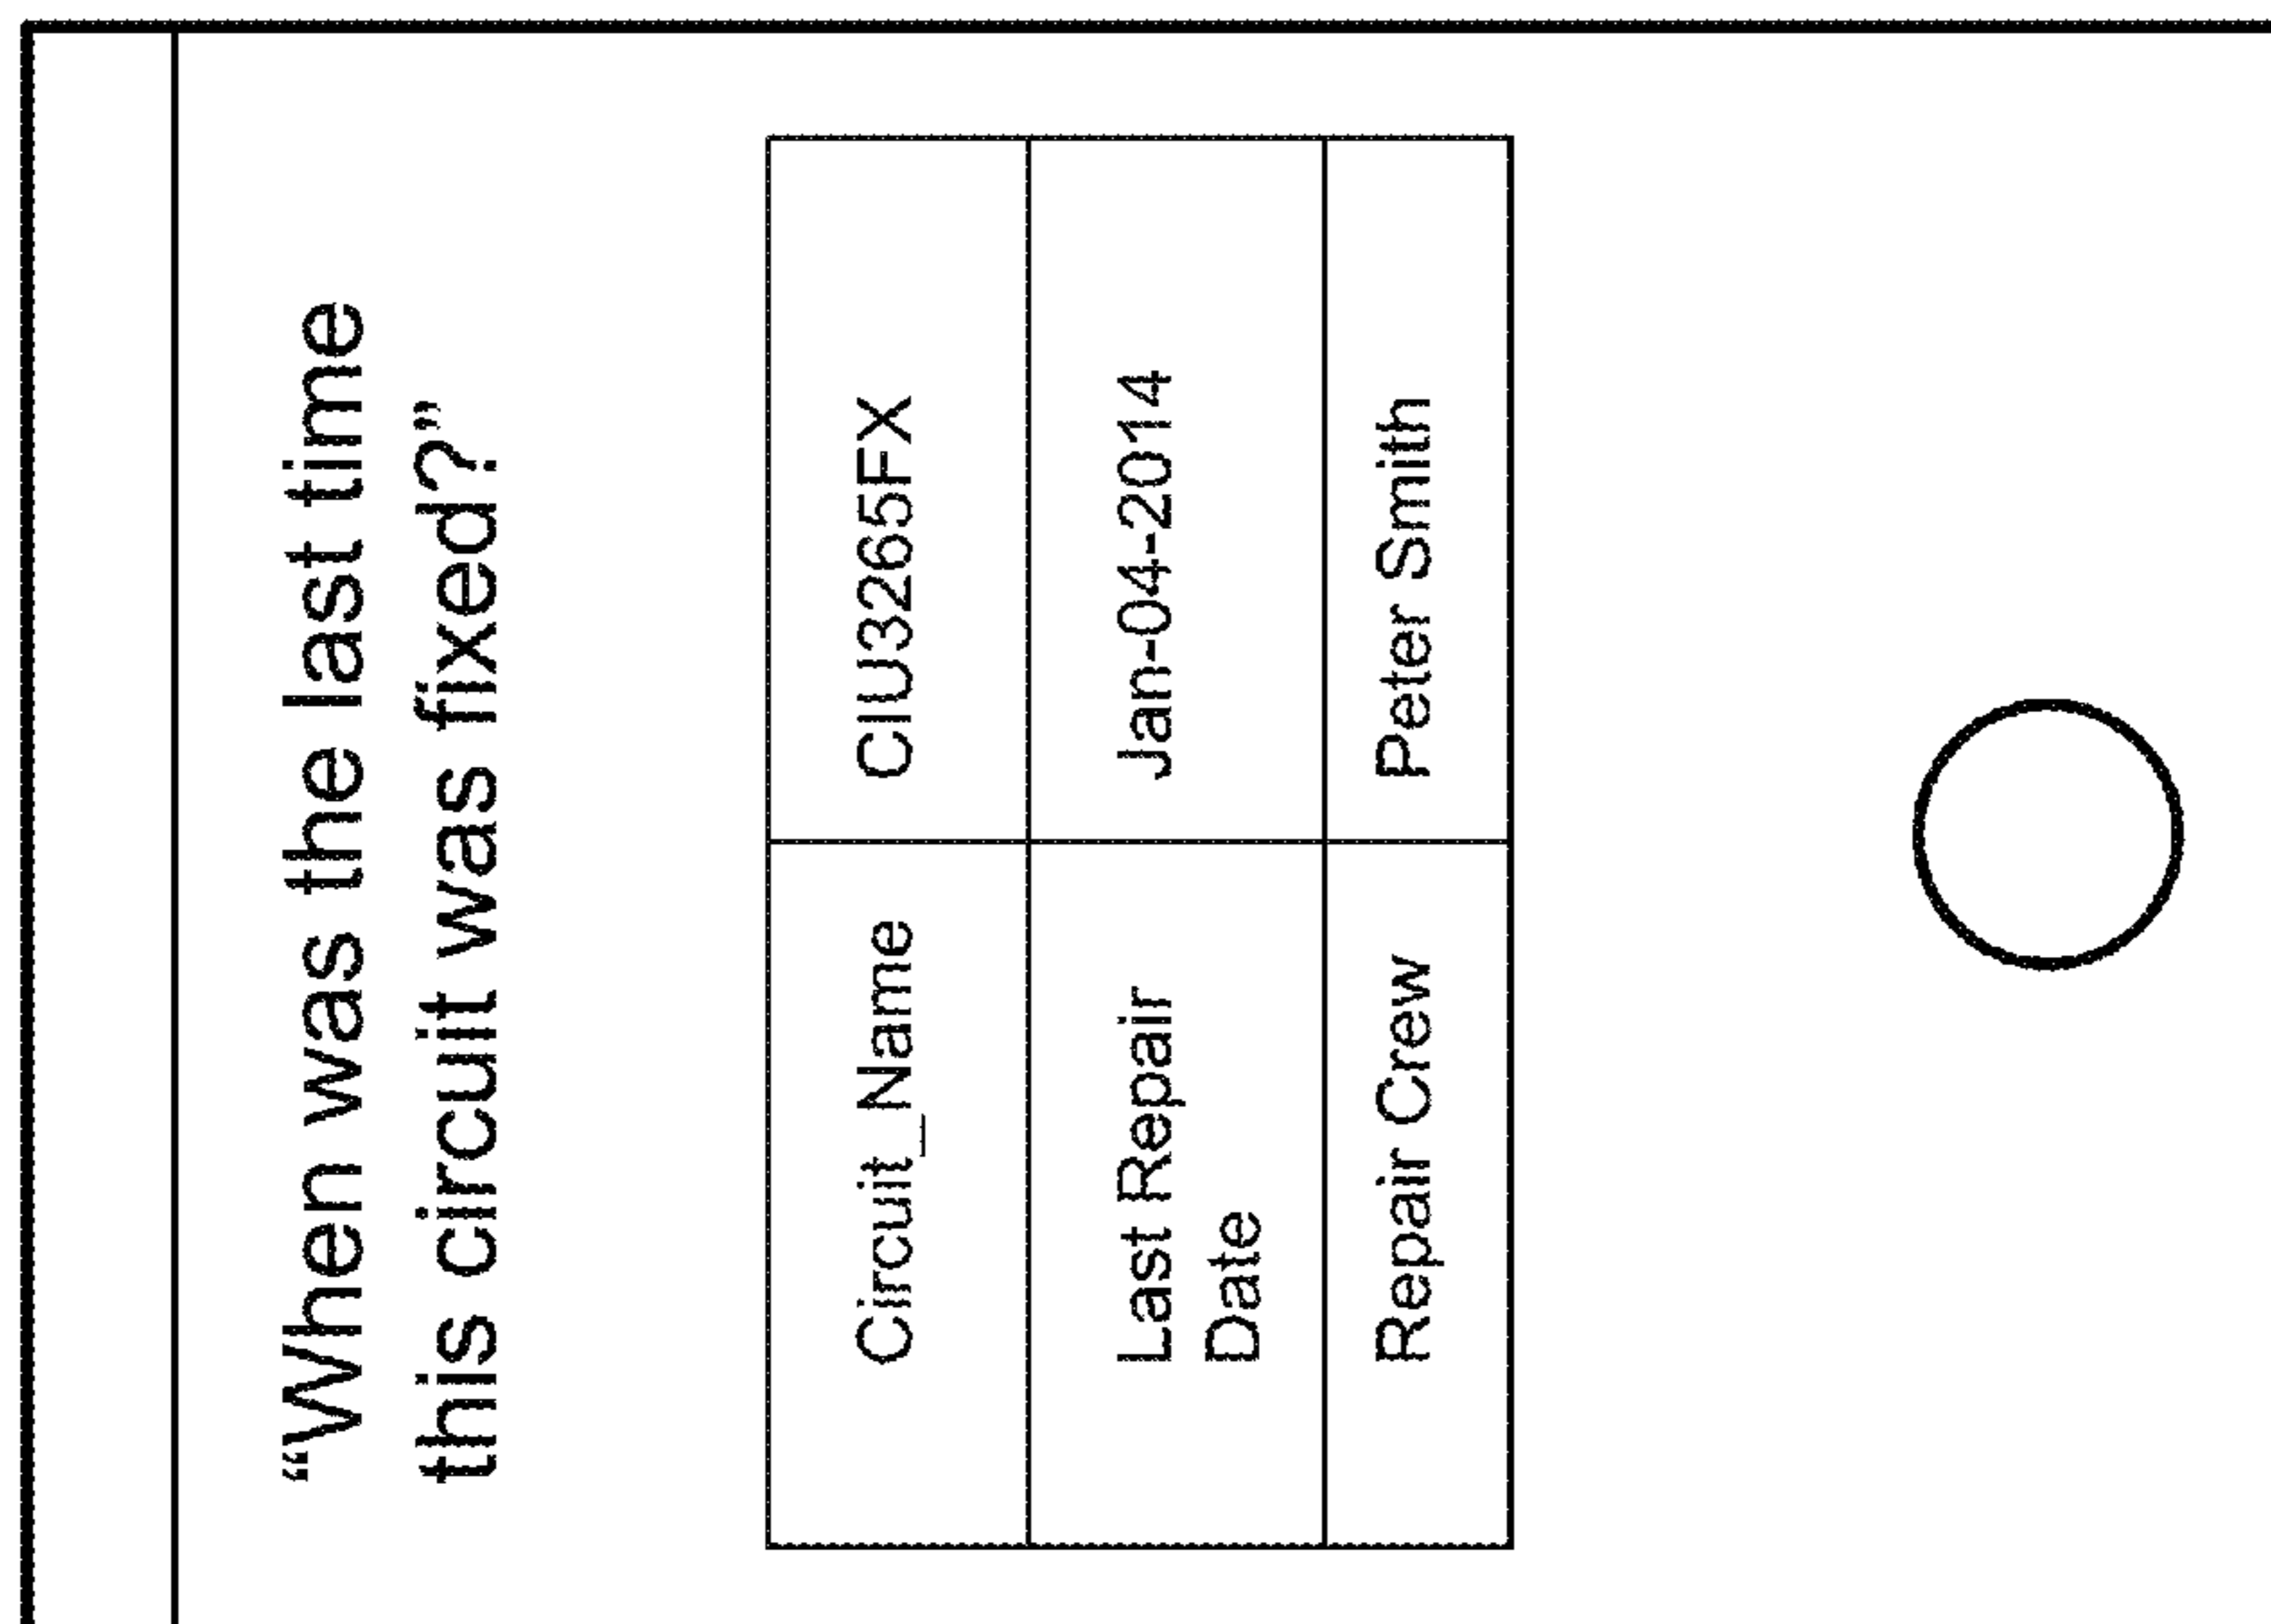 “When was the last time
this circuit was fixed?”
Circuit_Name CIU3265FX
Last Repair Jan-04-2014
Date
Repair Crew Peter Smith